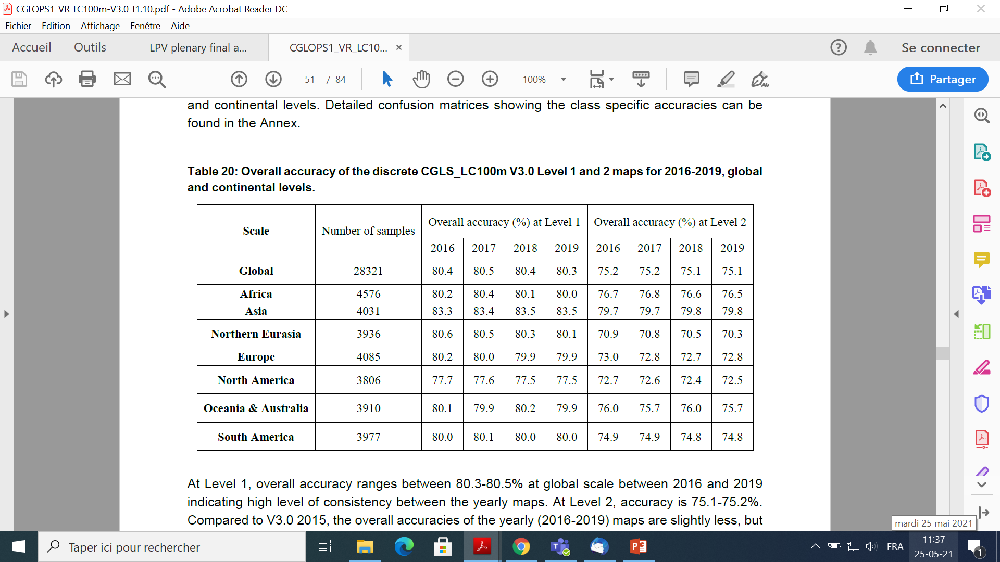 CGLOPS1_VR_LC100m-V3.0_I1.10.pdf - Adobe Acrobat Reader DC
Fichier Edition Affichage Fenêtre Aide
Accueil Outils LPV plenary final a... CGLOPS1_VR_LC10... × Se connecter
51 / 84 100% Partager
and continental levels. Detailed confusion matrices showing the class specific accuracies can be
found in the Annex.
Table 20: Overall accuracy of the discrete CGLS_LC100m V3.0 Level 1 and 2 maps for 2016-2019, global
and continental levels.
Scale Number of samples Overall accuracy (%) at Level 1 Overall accuracy (%) at Level 2
2016 2017 2018 2019 2016 2017 2018 2019
Global 28321 80.4 80.5 80.4 80.3 75.2 75.2 75.1 75.1
Africa 4576 80.2 80.4 80.1 80.0 76.7 76.8 76.6 76.5
Asia 4031 83.3 83.4 83.5 83.5 79.7 79.7 79.8 79.8
Northern Eurasia 3936 80.6 80.5 80.3 80.1 70.9 70.8 70.5 70.3
Europe 4085 80.2 80.0 79.9 79.9 73.0 72.8 72.7 72.8
North America 3806 77.7 77.6 77.5 77.5 72.7 72.6 72.4 72.5
Oceania & Australia 3910 80.1 79.9 80.2 79.9 76.0 75.7 76.0 75.7
South America 3977 80.0 80.1 80.0 80.0 74.9 74.9 74.8 74.8
At Level 1, overall accuracy ranges between 80.3-80.5% at global scale between 2016 and 2019
indicating high level of consistency between the yearly maps. At Level 2, accuracy is 75.1-75.2%.
Compared to V3.0 2015, the overall accuracies of the yearly (2016-2019) maps are slightly less, but
mardi 25 mai 2021
Taper ici pour rechercher
FRA
11:37
25-05-21
1